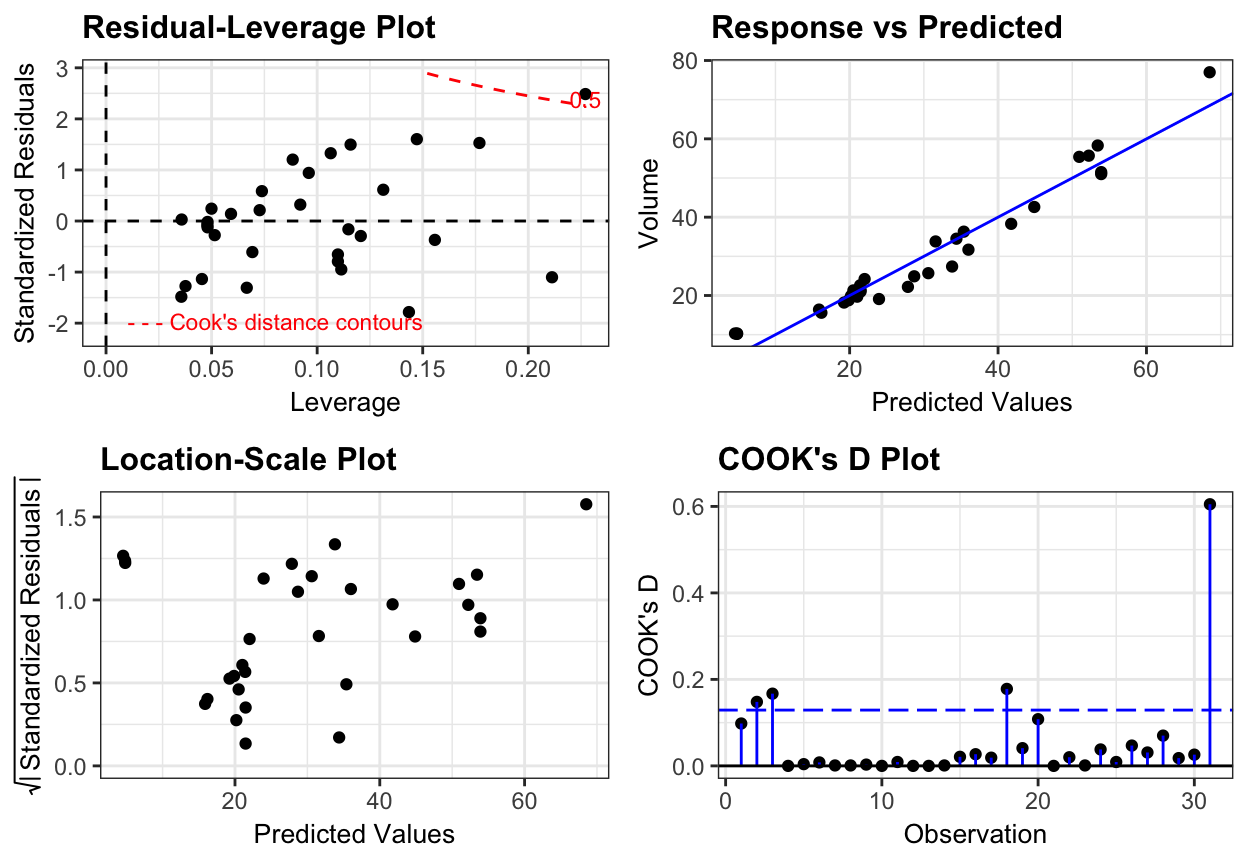 Residual-Leverage Plot
Standardized Residuals
3
2
1
0
-1
-2
0.5
Cook's distance contours
0.00 0.05 0.10 0.15 0.20
Leverage
Response vs Predicted
Volume
80
60
40
20
20 40 60
Predicted Values
Location-Scale Plot
√| Standardized Residuals |
1.5
1.0
0.5
0.0
20 40 60
Predicted Values
COOK's D Plot
COOK's D
0.6
0.4
0.2
0.0
0 10 20 30
Observation